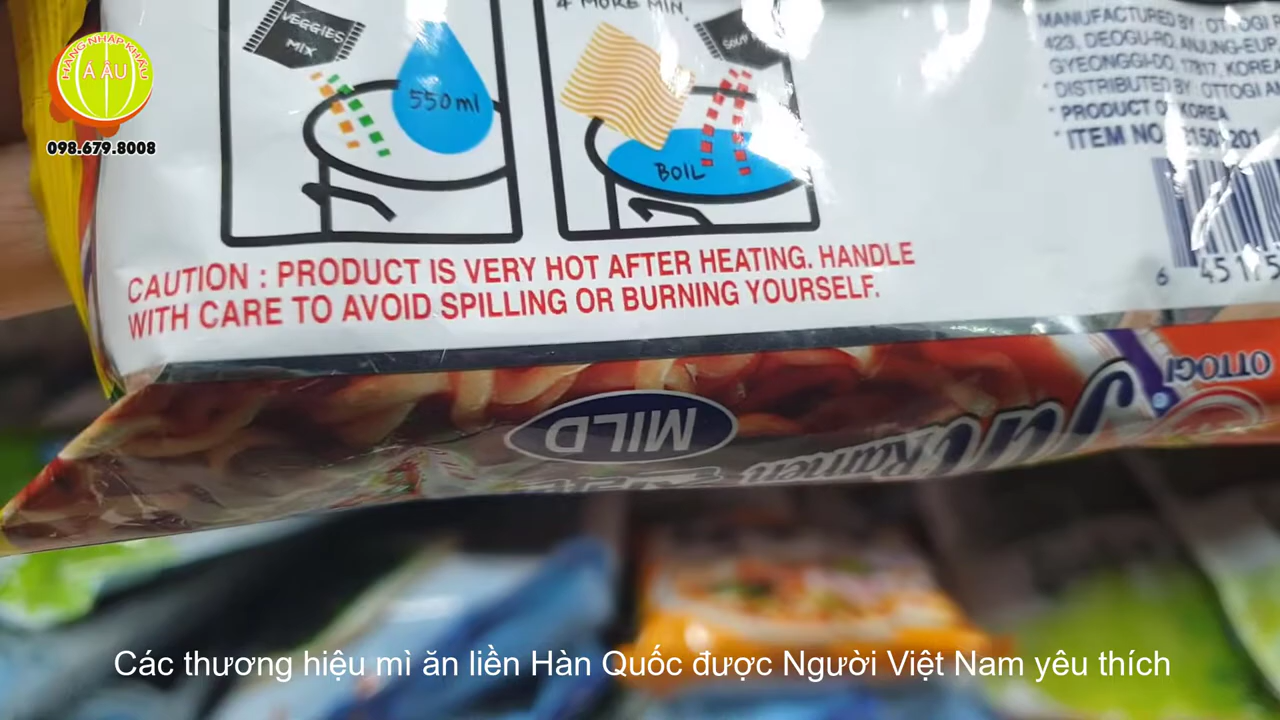 HÀNG NHẬP KHẨU
Á ÂU
098.679.8008
VEGGIES
MIX
550ml
4 MORE MIN.
BOIL
MANUFACTURED BY : OTTOGI
423, DEOGU-RO,
GYEONGGI-DO, 17817, KOREA
* DISTRIBUTED BY : OTTOGI
* PRODUCT OF KOREA
* ITEM NO.
CAUTION : PRODUCT IS VERY HOT AFTER HEATING. HANDLE
WITH CARE TO AVOID SPILLING OR BURNING YOURSELF.
OTTOGI
Jin
Ramen
MILD
Các thương hiệu mì ăn liền Hàn Quốc được Người Việt Nam yêu thích